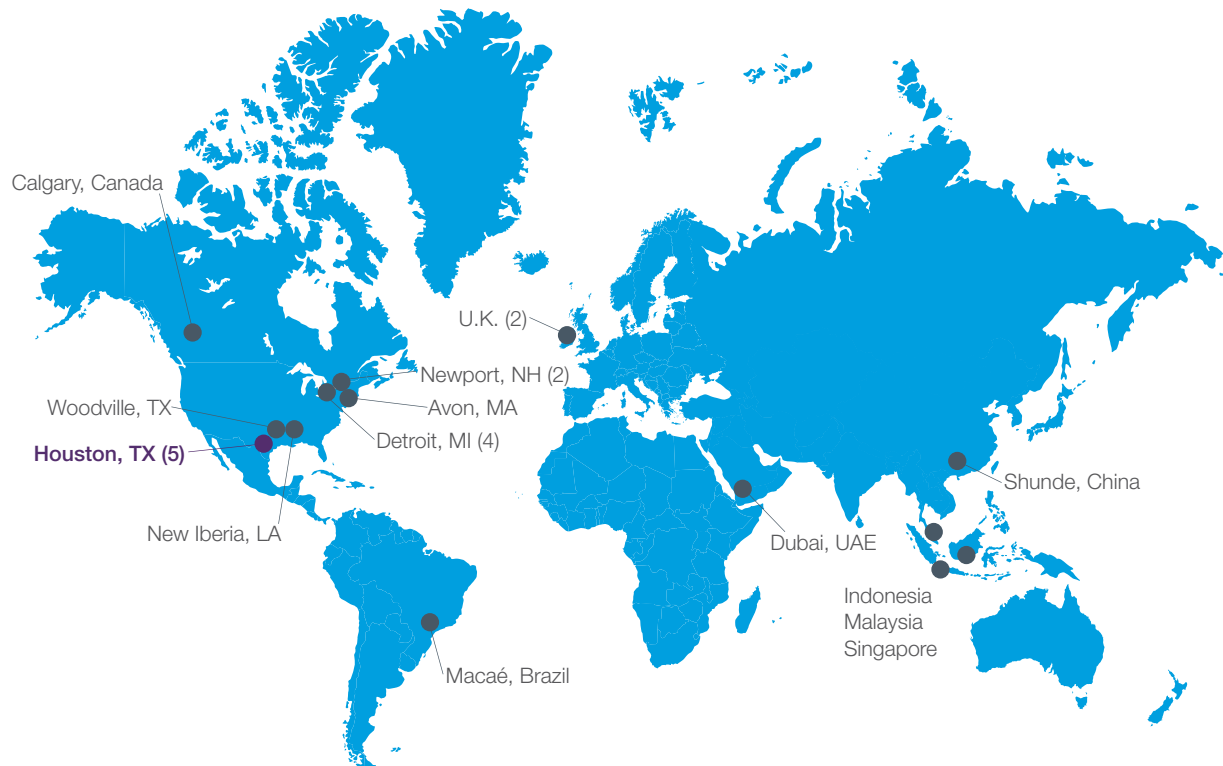 Calgary, Canada
U.K. (2)
Newport, NH (2)
Woodville, TX
Avon, MA
Detroit, MI (4)
Houston, TX (5)
Shunde, China
New Iberia, LA
Dubai, UAE
Indonesia
Malaysia
Singapore
Macaé, Brazil